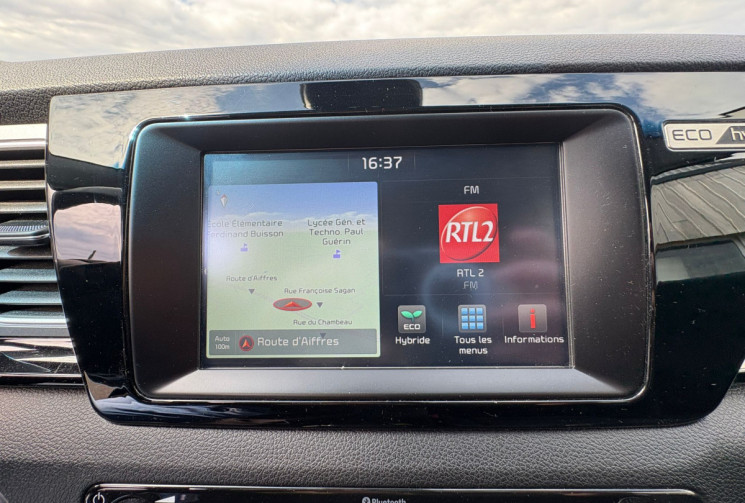 16:37
ECO
École Élémentaire
Ferdinand Buisson
Lycée Gén. et
Techno. Paul
Guérin
Route d'Aiffres
Rue Françoise Sagan
Rue du Chambeau
Auto
100m
Route d'Aiffres
FM
RTL2
RTL 2
FM
ECO
Hybride
Tous les
menus
Informations
Bluetooth